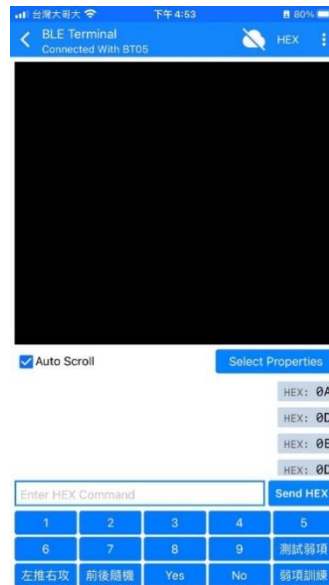 台灣大哥大 下午 4:53 80%
BLE Terminal HEX
Connected With BT05
Auto Scroll Select Properties
HEX: 0A
HEX: 0D
HEX: 0E
HEX: 0D
Enter HEX Command Send HEX
1 2 3 4 5
6 7 8 9 測試弱項
左推右攻 前後隨機 Yes No 弱項訓練